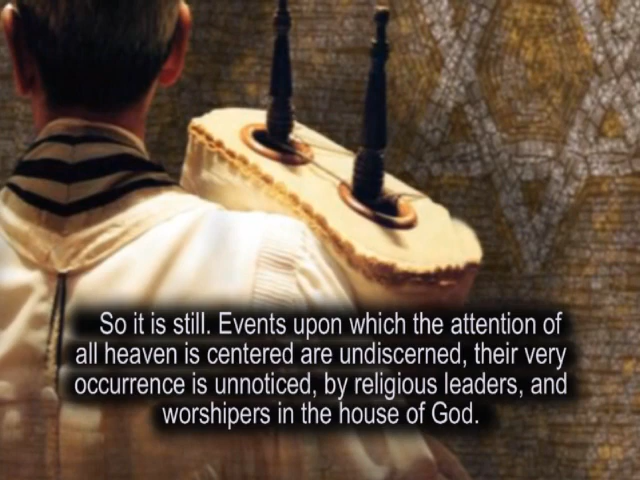 So it is still. Events upon which the attention of
all heaven is centered are undiscerned, their very
occurrence is unnoticed, by religious leaders, and
worshipers in the house of God.